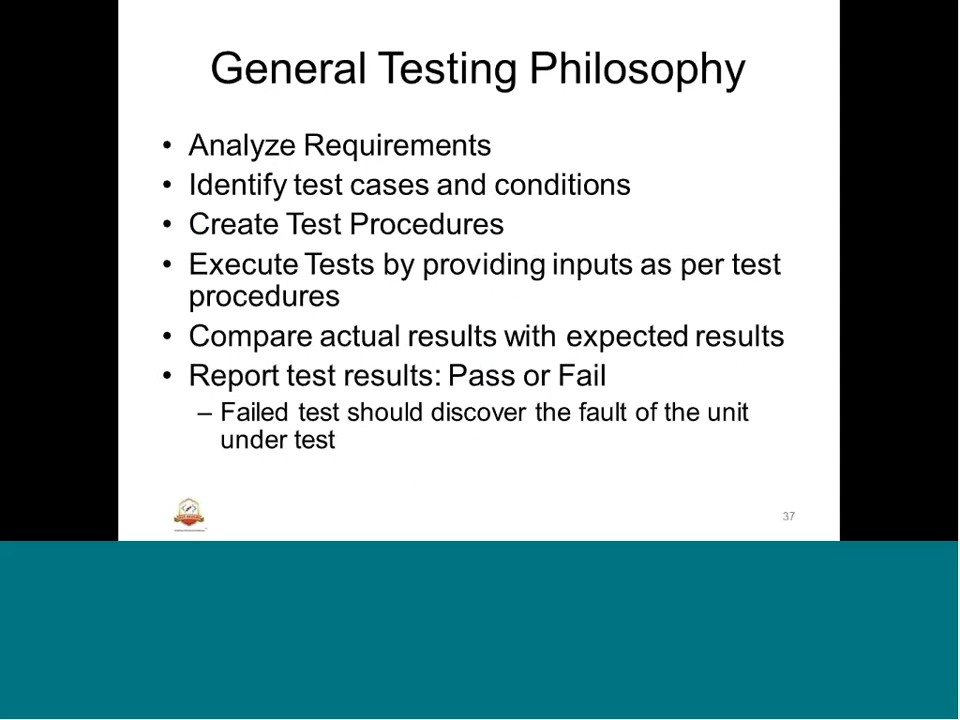 General Testing Philosophy
• Analyze Requirements
• Identify test cases and conditions
• Create Test Procedures
• Execute Tests by providing inputs as per test
procedures
• Compare actual results with expected results
• Report test results: Pass or Fail
– Failed test should discover the fault of the unit
under test
37